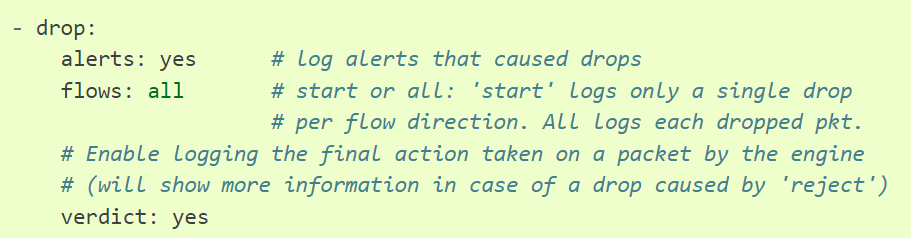 - drop:
alerts: yes # log alerts that caused drops
flows: all # start or all: 'start' logs only a single drop
# per flow direction. All logs each dropped pkt.
# Enable logging the final action taken on a packet by the engine
# (will show more information in case of a drop caused by 'reject')
verdict: yes